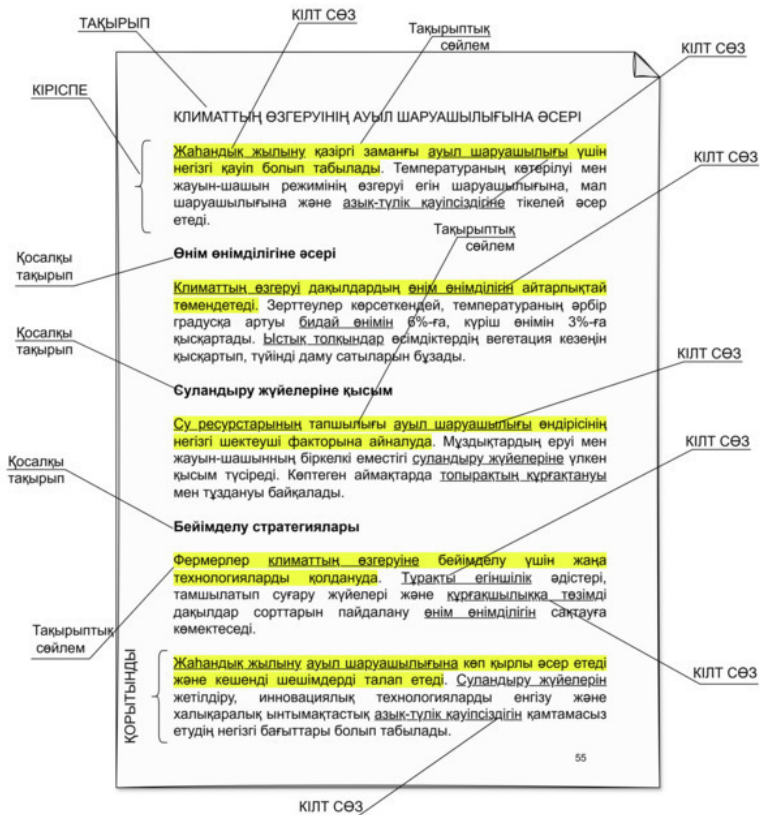 ТАҚЫРЫП
КІЛТ СӨЗ
Тақырыптық
сөйлем
КІЛТ СӨЗ
КІРІСПЕ
КЛИМАТТЫҢ ӨЗГЕРУІНІҢ АУЫЛ ШАРУАШЫЛЫҒЫНА ӘСЕРІ
Жаһандық жылыну қазіргі заманғы ауыл шаруашылығы үшін
негізгі қауіп болып табылады. Температураның көтерілуі мен
жауын-шашын режимінің өзгеруі егін шаруашылығына, мал
шаруашылығына және азық-түлік қауіпсіздігіне тікелей әсер
етеді.
КІЛТ СӨЗ
Тақырыптық
сөйлем
Қосалқы
тақырып
Өнім өнімділігіне әсері
Климаттың өзгеруі дақылдардың өнім өнімділігін айтарлықтай
төмендетеді. Зерттеулер көрсеткендей, температураның әрбір
градусқа артуы бидай өнімін 6%-ға, күріш өнімін 3%-ға
қысқартады. Ыстық толқындар өсімдіктердің вегетация кезеңін
қысқартып, түйінді даму сатыларын бұзады.
Қосалқы
тақырып
КІЛТ СӨЗ
Суландыру жүйелеріне қысым
Су ресурстарының тапшылығы ауыл шаруашылығы өндірісінің
негізгі шектеуші факторына айналуда. Мұздықтардың еруі мен
жауын-шашынның біркелкі еместігі суландыру жүйелеріне үлкен
қысым түсіреді. Көптеген аймақтарда топырақтың құрғақтануы
мен тұздануы байқалады.
КІЛТ СӨЗ
Қосалқы
тақырып
Бейімделу стратегиялары
Фермерлер климаттың өзгеруіне бейімделу үшін жаңа
технологияларды қолдануда. Тұрақты егіншілік әдістері,
тамшылатып суғару жүйелері және құрғақшылыққа төзімді
дақылдар сорттарын пайдалану өнім өнімділігін сақтауға
көмектеседі.
Тақырыптық
сөйлем
ҚОРЫТЫНДЫ
Жаһандық жылыну ауыл шаруашылығына көп қырлы әсер етеді
және кешенді шешімдерді талап етеді. Суландыру жүйелерін
жетілдіру, инновациялық технологияларды енгізу және
халықаралық ынтымақтастық азық-түлік қауіпсіздігін қамтамасыз
етудің негізгі бағыттары болып табылады.
КІЛТ СӨЗ
55
КІЛТ СӨЗ